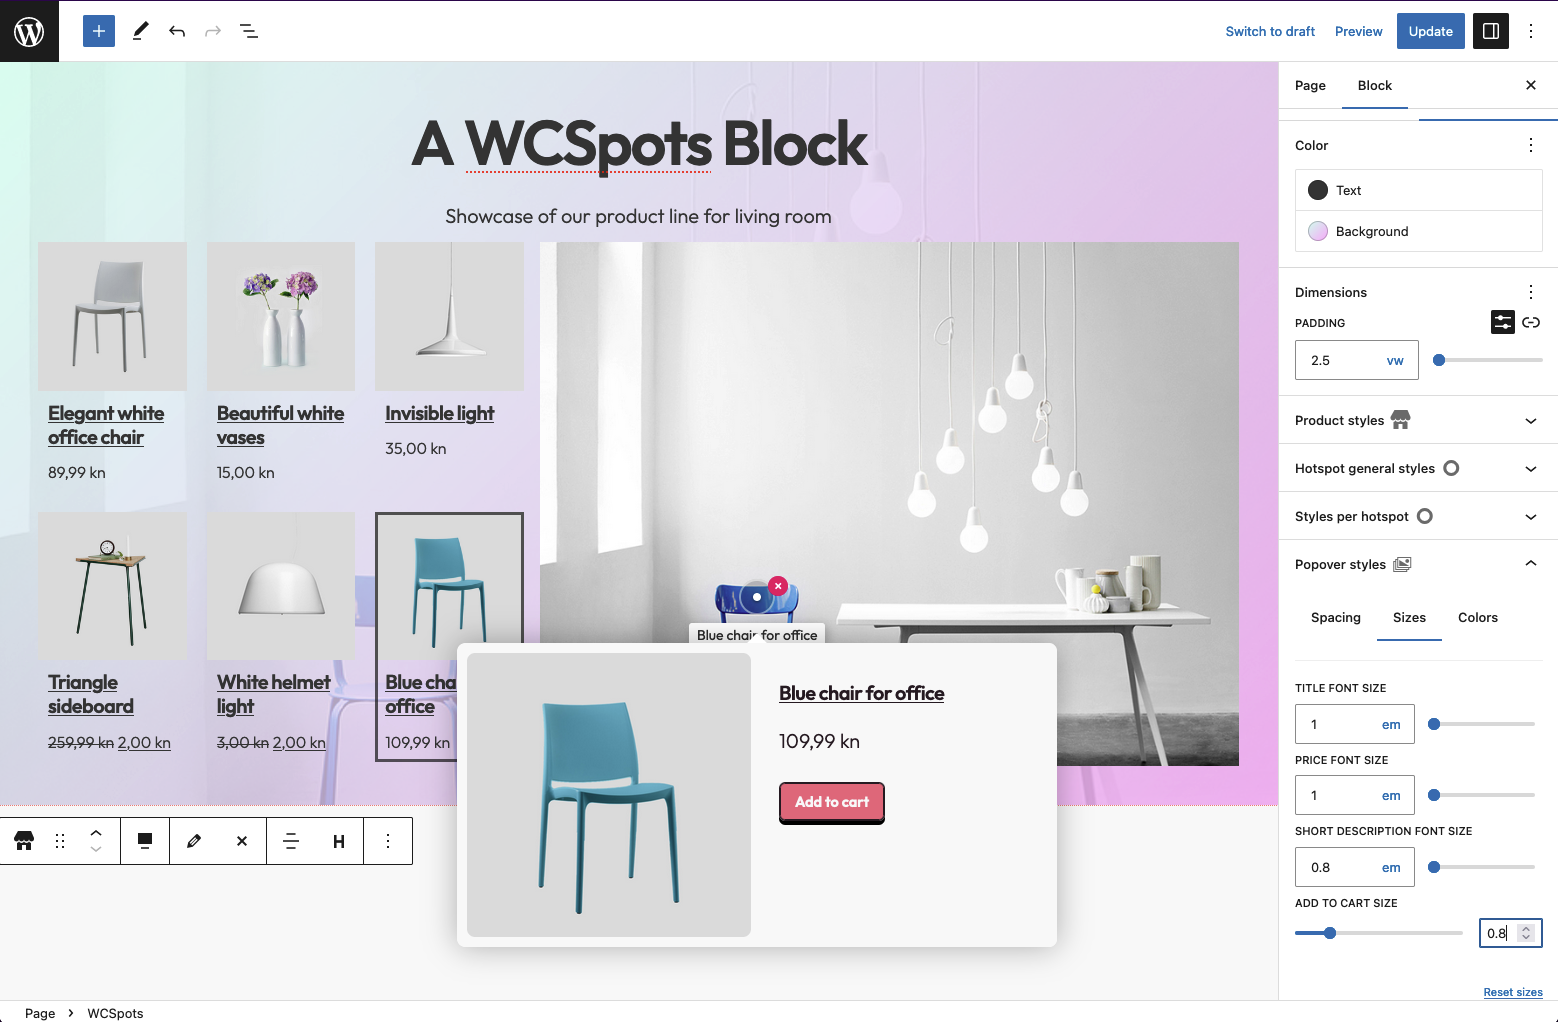 Switch to draft
Preview
Update
A WCSpots Block
Showcase of our product line for living room
Elegant white
office chair
89,99 kn
Beautiful white
vases
15,00 kn
Invisible light
35,00 kn
Triangle
sideboard
259,99 kn 2,00 kn
White helmet
light
3,00 kn 2,00 kn
Blue cha
office
109,99 kn
Blue chair for office
Blue chair for office
109,99 kn
Add to cart
H
Page
Block
Color
Text
Background
Dimensions
PADDING
2.5 vw
Product styles
Hotspot general styles
Styles per hotspot
Popover styles
Spacing
Sizes
Colors
TITLE FONT SIZE
1 em
PRICE FONT SIZE
1 em
SHORT DESCRIPTION FONT SIZE
0.8 em
ADD TO CART SIZE
0.8
Reset sizes
Page > WCSpots